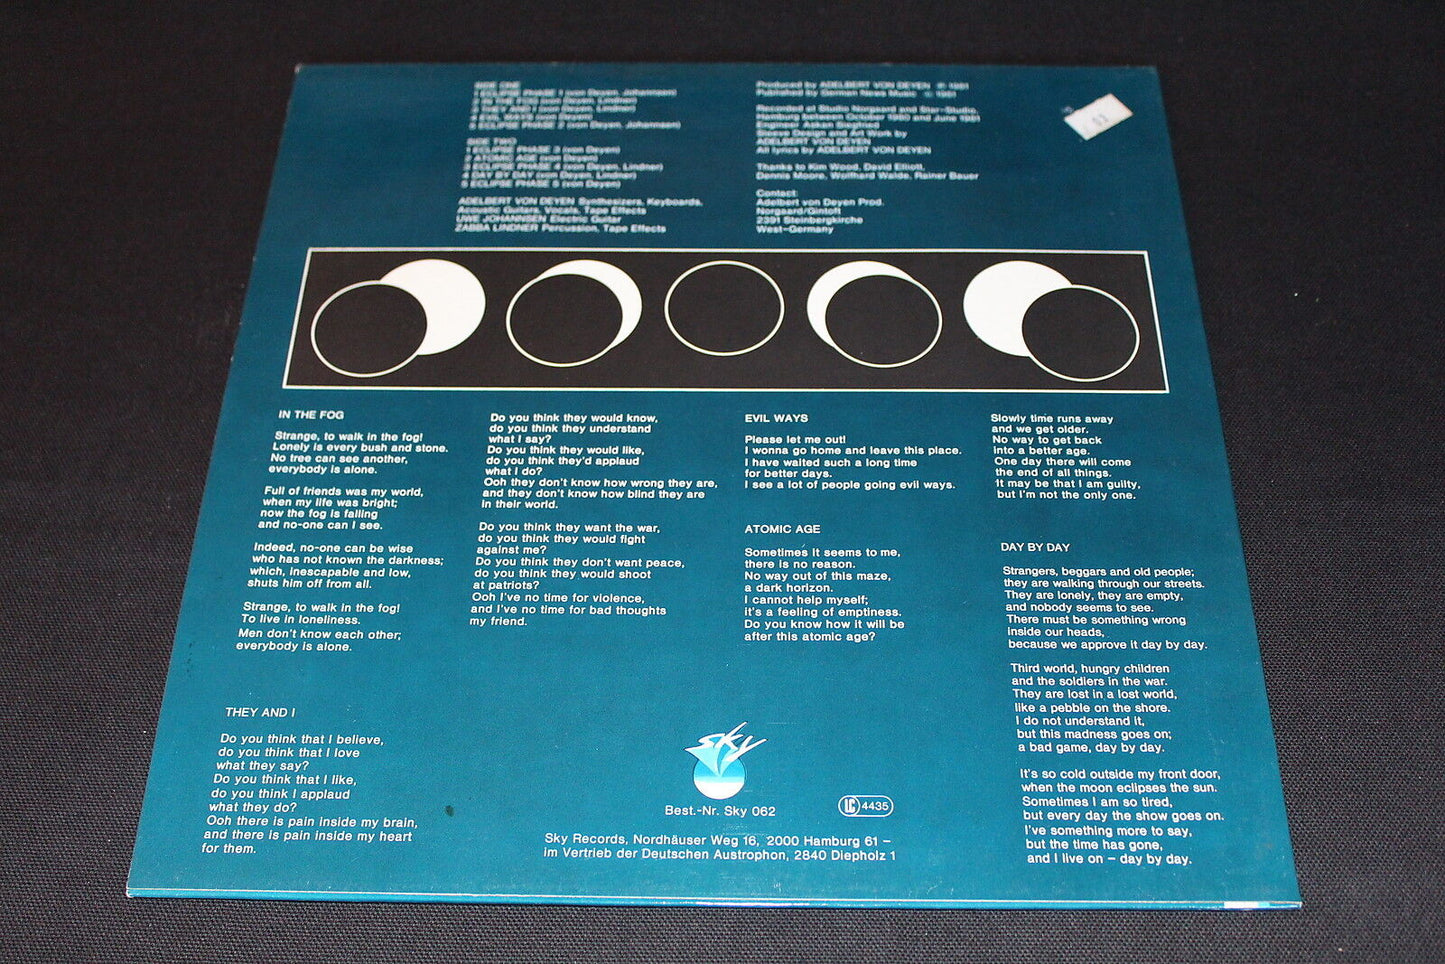 SIDE ONE
1 ECLIPSE PHASE 1 (von Deyen, Johannsen)
2 IN THE FOG (von Deyen, Lindner)
3 THEY AND I (von Deyen, Lindner)
4 EVIL WAYS (von Deyen)
5 ECLIPSE PHASE 2 (von Deyen, Johannsen)
SIDE TWO
1 ECLIPSE PHASE 3 (von Deyen)
2 ATOMIC AGE (von Deyen)
3 ECLIPSE PHASE 4 (von Deyen, Lindner)
4 DAY BY DAY (von Deyen, Lindner)
5 ECLIPSE PHASE 5 (von Deyen)
ADELBERT VON DEYEN Synthesizers, Keyboards,
Acoustic Guitars, Vocals, Tape Effects
UWE JOHANNSEN Electric Guitar
ZABBA LINDNER Percussion, Tape Effects
Produced by ADELBERT VON DEYEN ℗ 1981
Published by German News Music © 1981
Recorded at Studio Norgaard and Star-Studio,
Hamburg between October 1980 and June 1981
Engineer Asken Siegfried
Sleeve Design and Art Work by
ADELBERT VON DEYEN
All lyrics by ADELBERT VON DEYEN
Thanks to Kim Wood, David Elliott,
Dennis Moore, Wolfhard Walde, Rainer Bauer
Contact:
Adelbert von Deyen Prod.
Norgaard/Gintoft
2391 Steinbergkirche
West-Germany
IN THE FOG
Strange, to walk in the fog!
Lonely is every bush and stone.
No tree can see another,
everybody is alone.
Full of friends was my world,
when my life was bright;
now the fog is falling
and no-one can I see.
Indeed, no-one can be wise
who has not known the darkness;
which, inescapable and low,
shuts him off from all.
Strange, to walk in the fog!
To live in loneliness.
Men don't know each other;
everybody is alone.
THEY AND I
Do you think that I believe,
do you think that I love
what they say?
Do you think that I like,
do you think I applaud
what they do?
Ooh there is pain inside my brain,
and there is pain inside my heart
for them.
Do you think they would know,
do you think they understand
what I say?
Do you think they would like,
do you think they'd applaud
what I do?
Ooh they don't know how wrong they are,
and they don't know how blind they are
in their world.
Do you think they want the war,
do you think they would fight
against me?
Do you think they don't want peace,
do you think they would shoot
at patriots?
Ooh I've no time for violence,
and I've no time for bad thoughts
my friend.
EVIL WAYS
Please let me out!
I wonna go home and leave this place.
I have waited such a long time
for better days.
I see a lot of people going evil ways.
ATOMIC AGE
Sometimes it seems to me,
there is no reason.
No way out of this maze,
a dark horizon.
I cannot help myself;
it's a feeling of emptiness.
Do you know how it will be
after this atomic age?
Slowly time runs away
and we get older.
No way to get back
into a better age.
One day there will come
the end of all things.
It may be that I am guilty,
but I'm not the only one.
DAY BY DAY
Strangers, beggars and old people;
they are walking through our streets.
They are lonely, they are empty,
and nobody seems to see.
There must be something wrong
inside our heads,
because we approve it day by day.
Third world, hungry children
and the soldiers in the war.
They are lost in a lost world,
like a pebble on the shore.
I do not understand it,
but this madness goes on;
a bad game, day by day.
It's so cold outside my front door,
when the moon eclipses the sun.
Sometimes I am so tired,
but every day the show goes on.
I've something more to say,
but the time has gone,
and I live on – day by day.
sky
Best.-Nr. Sky 062
LC 4435
Sky Records, Nordhäuser Weg 16, 2000 Hamburg 61 –
im Vertrieb der Deutschen Austrophon, 2840 Diepholz 1